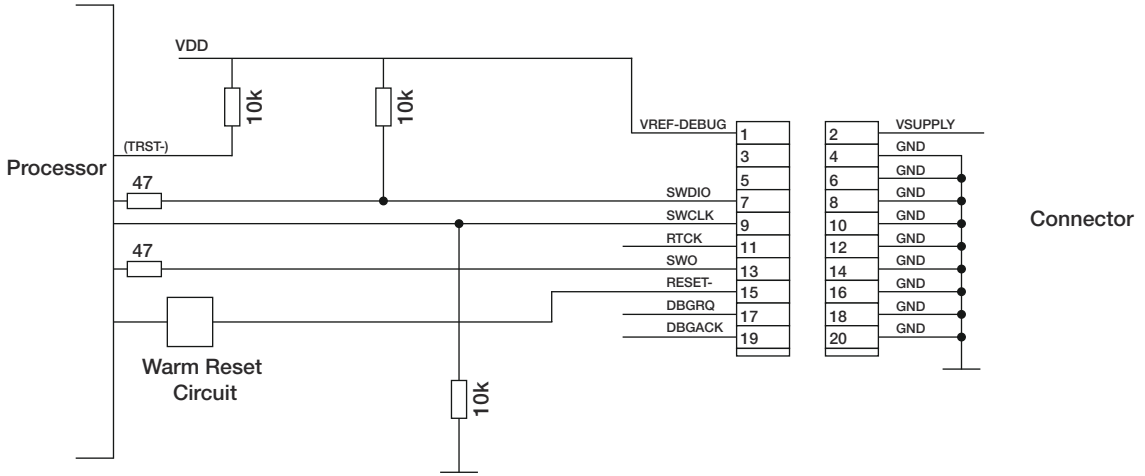 VDD
10k
10k
VREF-DEBUG
1
2
VSUPPLY
(TRST-)
3
4
GND
Processor
5
6
GND
47
SWDIO
7
8
GND
SWCLK
9
10
GND
Connector
RTCK
11
12
GND
47
SWO
13
14
GND
RESET-
15
16
GND
DBGRQ
17
18
GND
DBGACK
19
20
GND
Warm Reset
Circuit
10k